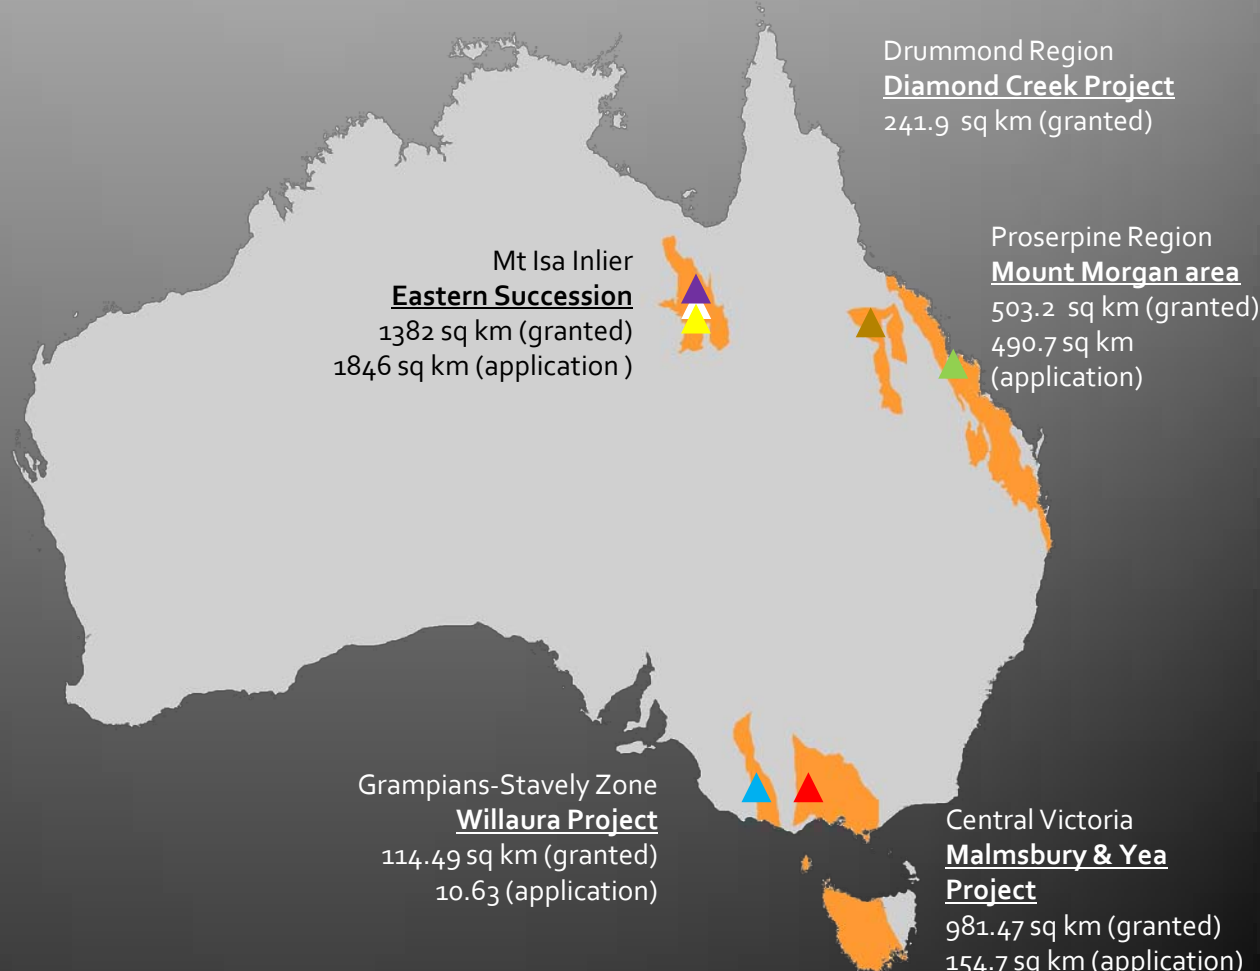 Drummond Region
Diamond Creek Project
241.9 sq km (granted)
Proserpine Region
Mount Morgan area
503.2 sq km (granted)
490.7 sq km
(application)
Mt Isa Inlier
Eastern Succession
1382 sq km (granted)
1846 sq km (application )
Grampians-Stavely Zone
Willaura Project
114.49 sq km (granted)
10.63 (application)
Central Victoria
Malmsbury & Yea
Project
981.47 sq km (granted)
154.7 sq km (application)